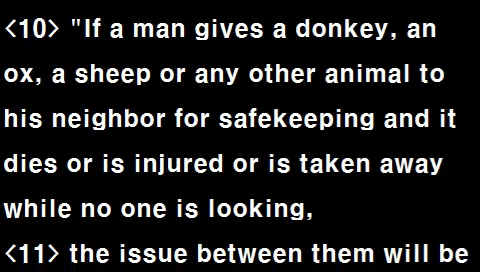 <10> "If a man gives a donkey, an
ox, a sheep or any other animal to
his neighbor for safekeeping and it
dies or is injured or is taken away
while no one is looking,
<11> the issue between them will be